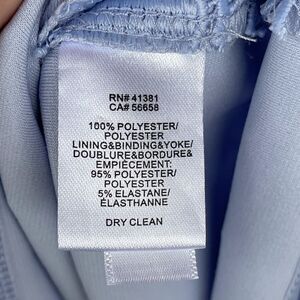 RN# 41381
CA# 56658
100% POLYESTER/
POLYESTER
LINING&BINDING&YOKE/
DOUBLURE&BORDURE&
EMPIÈCEMENT:
95% POLYESTER/
POLYESTER
5% ELASTANE/
ÉLASTHANNE
DRY CLEAN